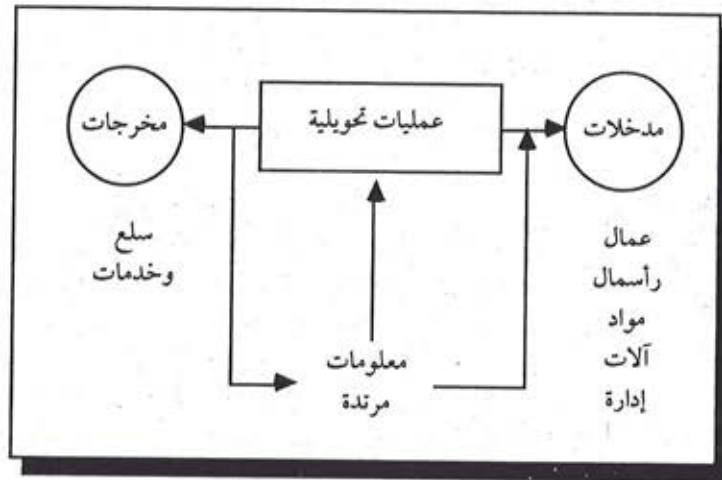 مدخلات
عمليات تحويلية
مخرجات
عمال
رأسمال
مواد
آلات
إدارة
سلع
وخدمات
معلومات
مرتدة